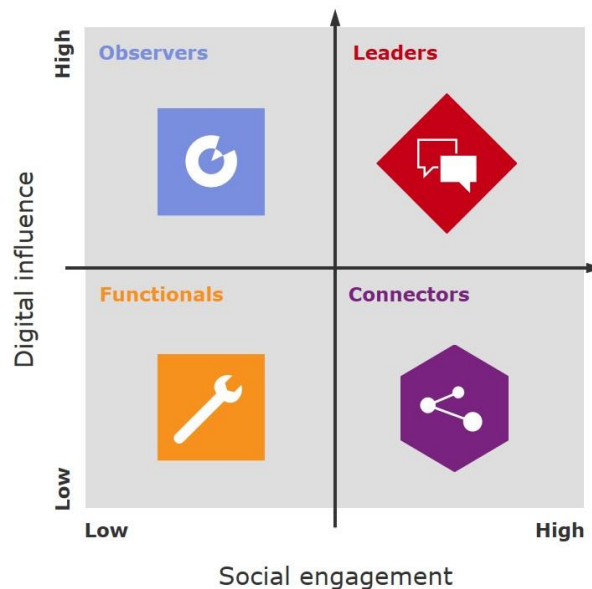 High
Observers
Leaders
Digital influence
Functionals
Connectors
Low
Low
High
Social engagement